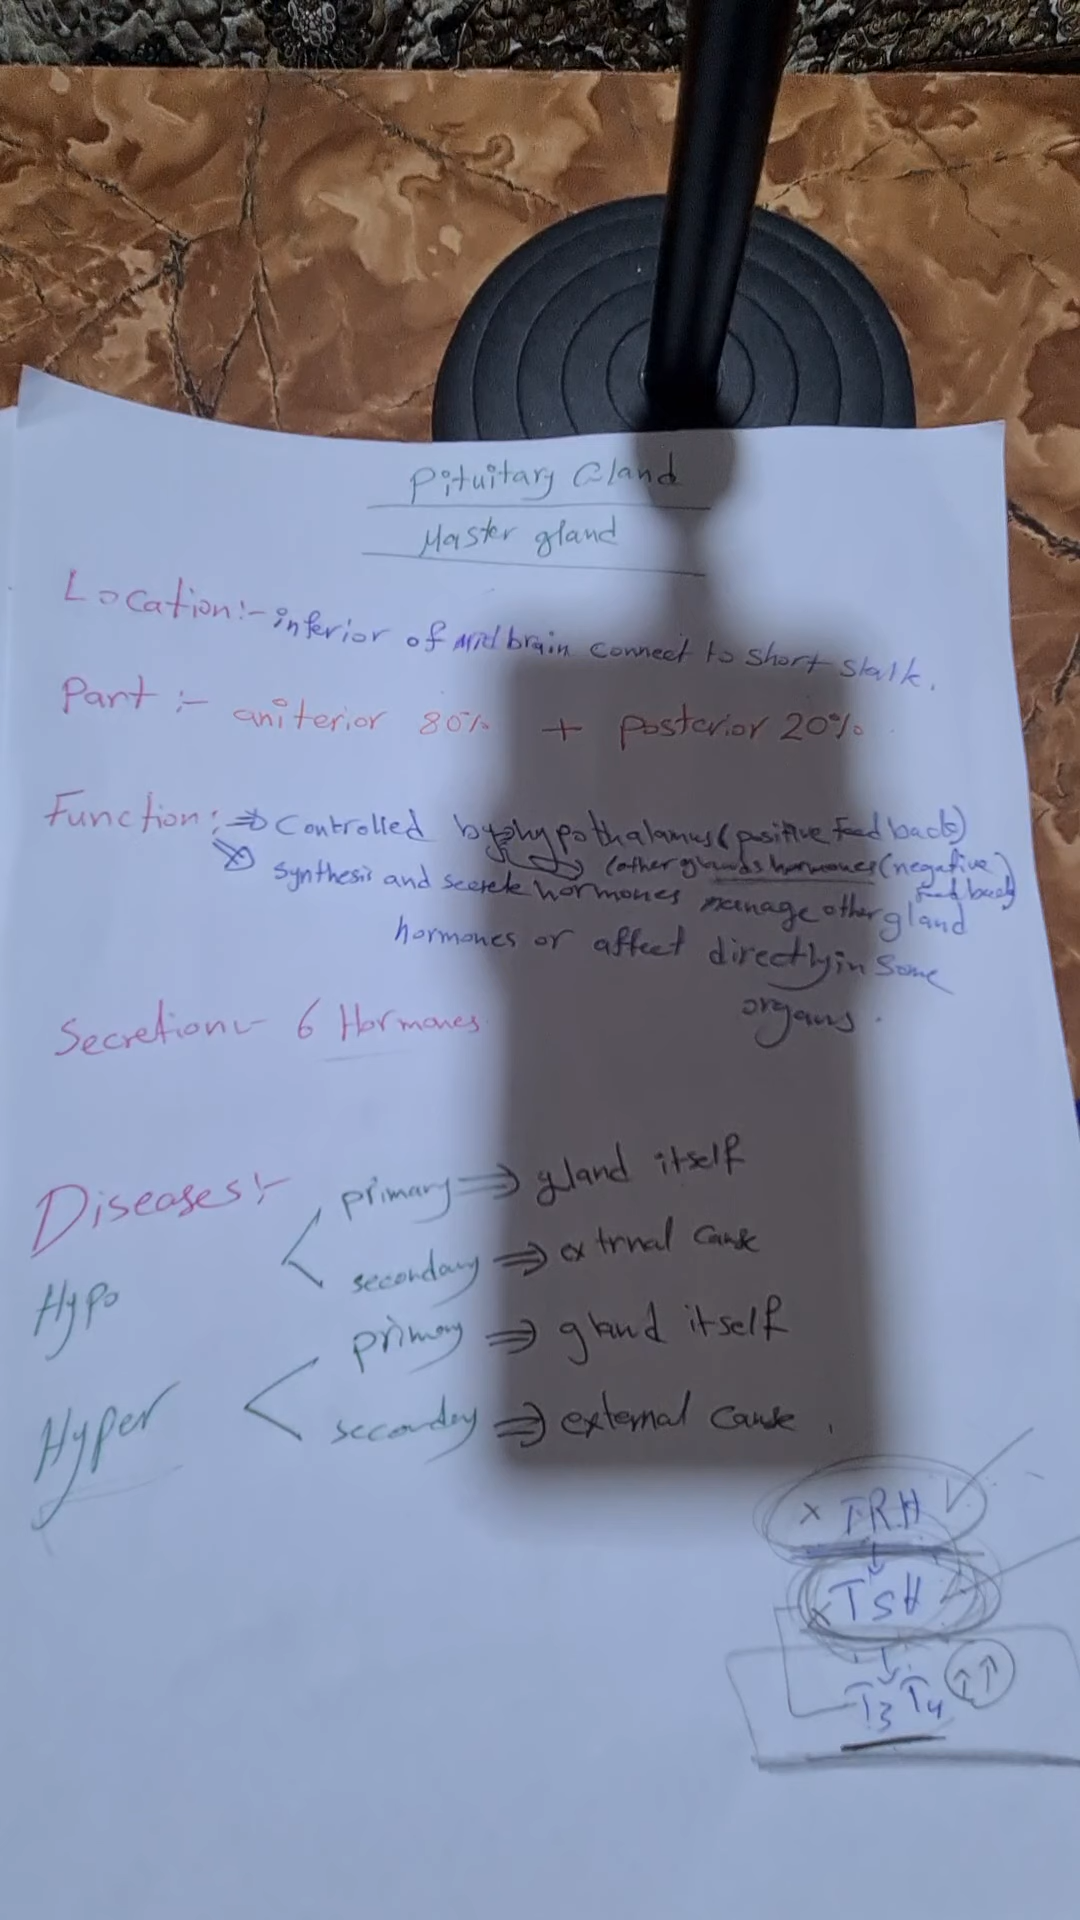 Pituitary Gland
Master gland
Location:- inferior of mid brain connect to short stalk.
Part :- aniterior 80% + posterior 20%
Function: ⇒ Controlled by hypothalamus (positive feed back)
(other glands hormones (negative feed back)
synthesis and secrete hormones manage other gland
hormones or affect directly in some
organs.
Secretion:- 6 Hormones
Diseases:-
primary ⇒ gland itself
Hypo
secondary ⇒ extrnal cause
primary ⇒ gland itself
Hyper
secondary ⇒ external cause.
x TRH ✓
↓
x TSH ✓
↓
T3 T4 ↑↑